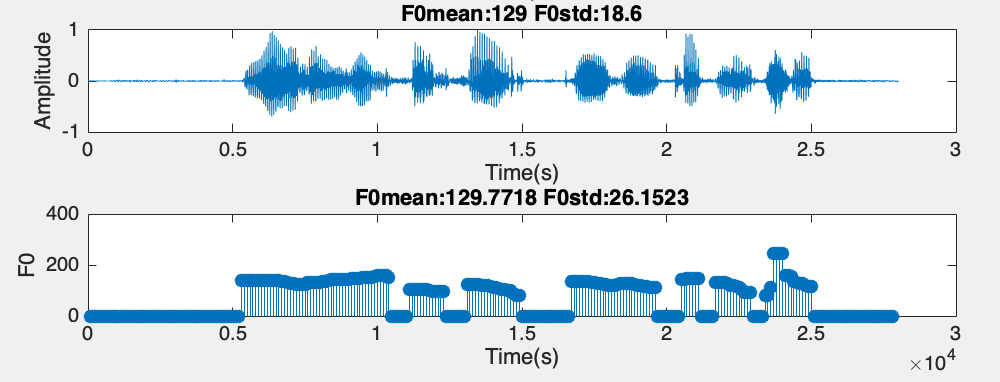 F0mean:129 F0std:18.6
1
0
-1
Amplitude
0 0.5 1 1.5 2 2.5 3
Time(s)
F0mean:129.7718 F0std:26.1523
400
200
0
F0
0 0.5 1 1.5 2 2.5 3
Time(s)
×10⁴